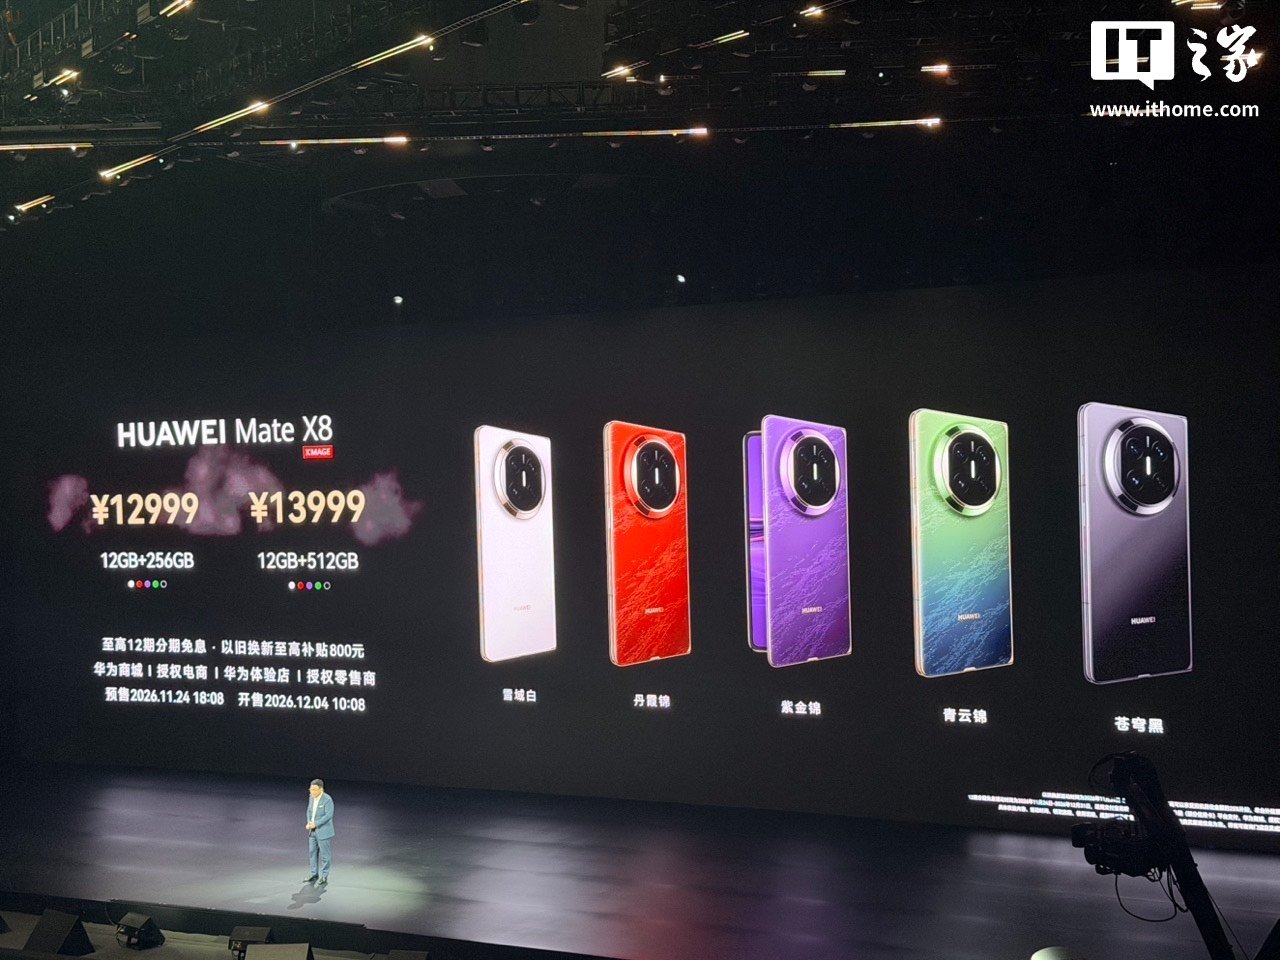 IT之家
www.ithome.com
HUAWEI Mate X8
XMAGE
¥12999 ¥13999
12GB+256GB 12GB+512GB
至高12期分期免息 · 以旧换新至高补贴800元
华为商城 | 授权电商 | 华为体验店 | 授权零售商
预售2026.11.24 18:08 开售2026.12.04 10:08
HUAWEI
HUAWEI
HUAWEI
HUAWEI
HUAWEI
雪域白
丹霞锦
紫金锦
青云锦
苍穹黑